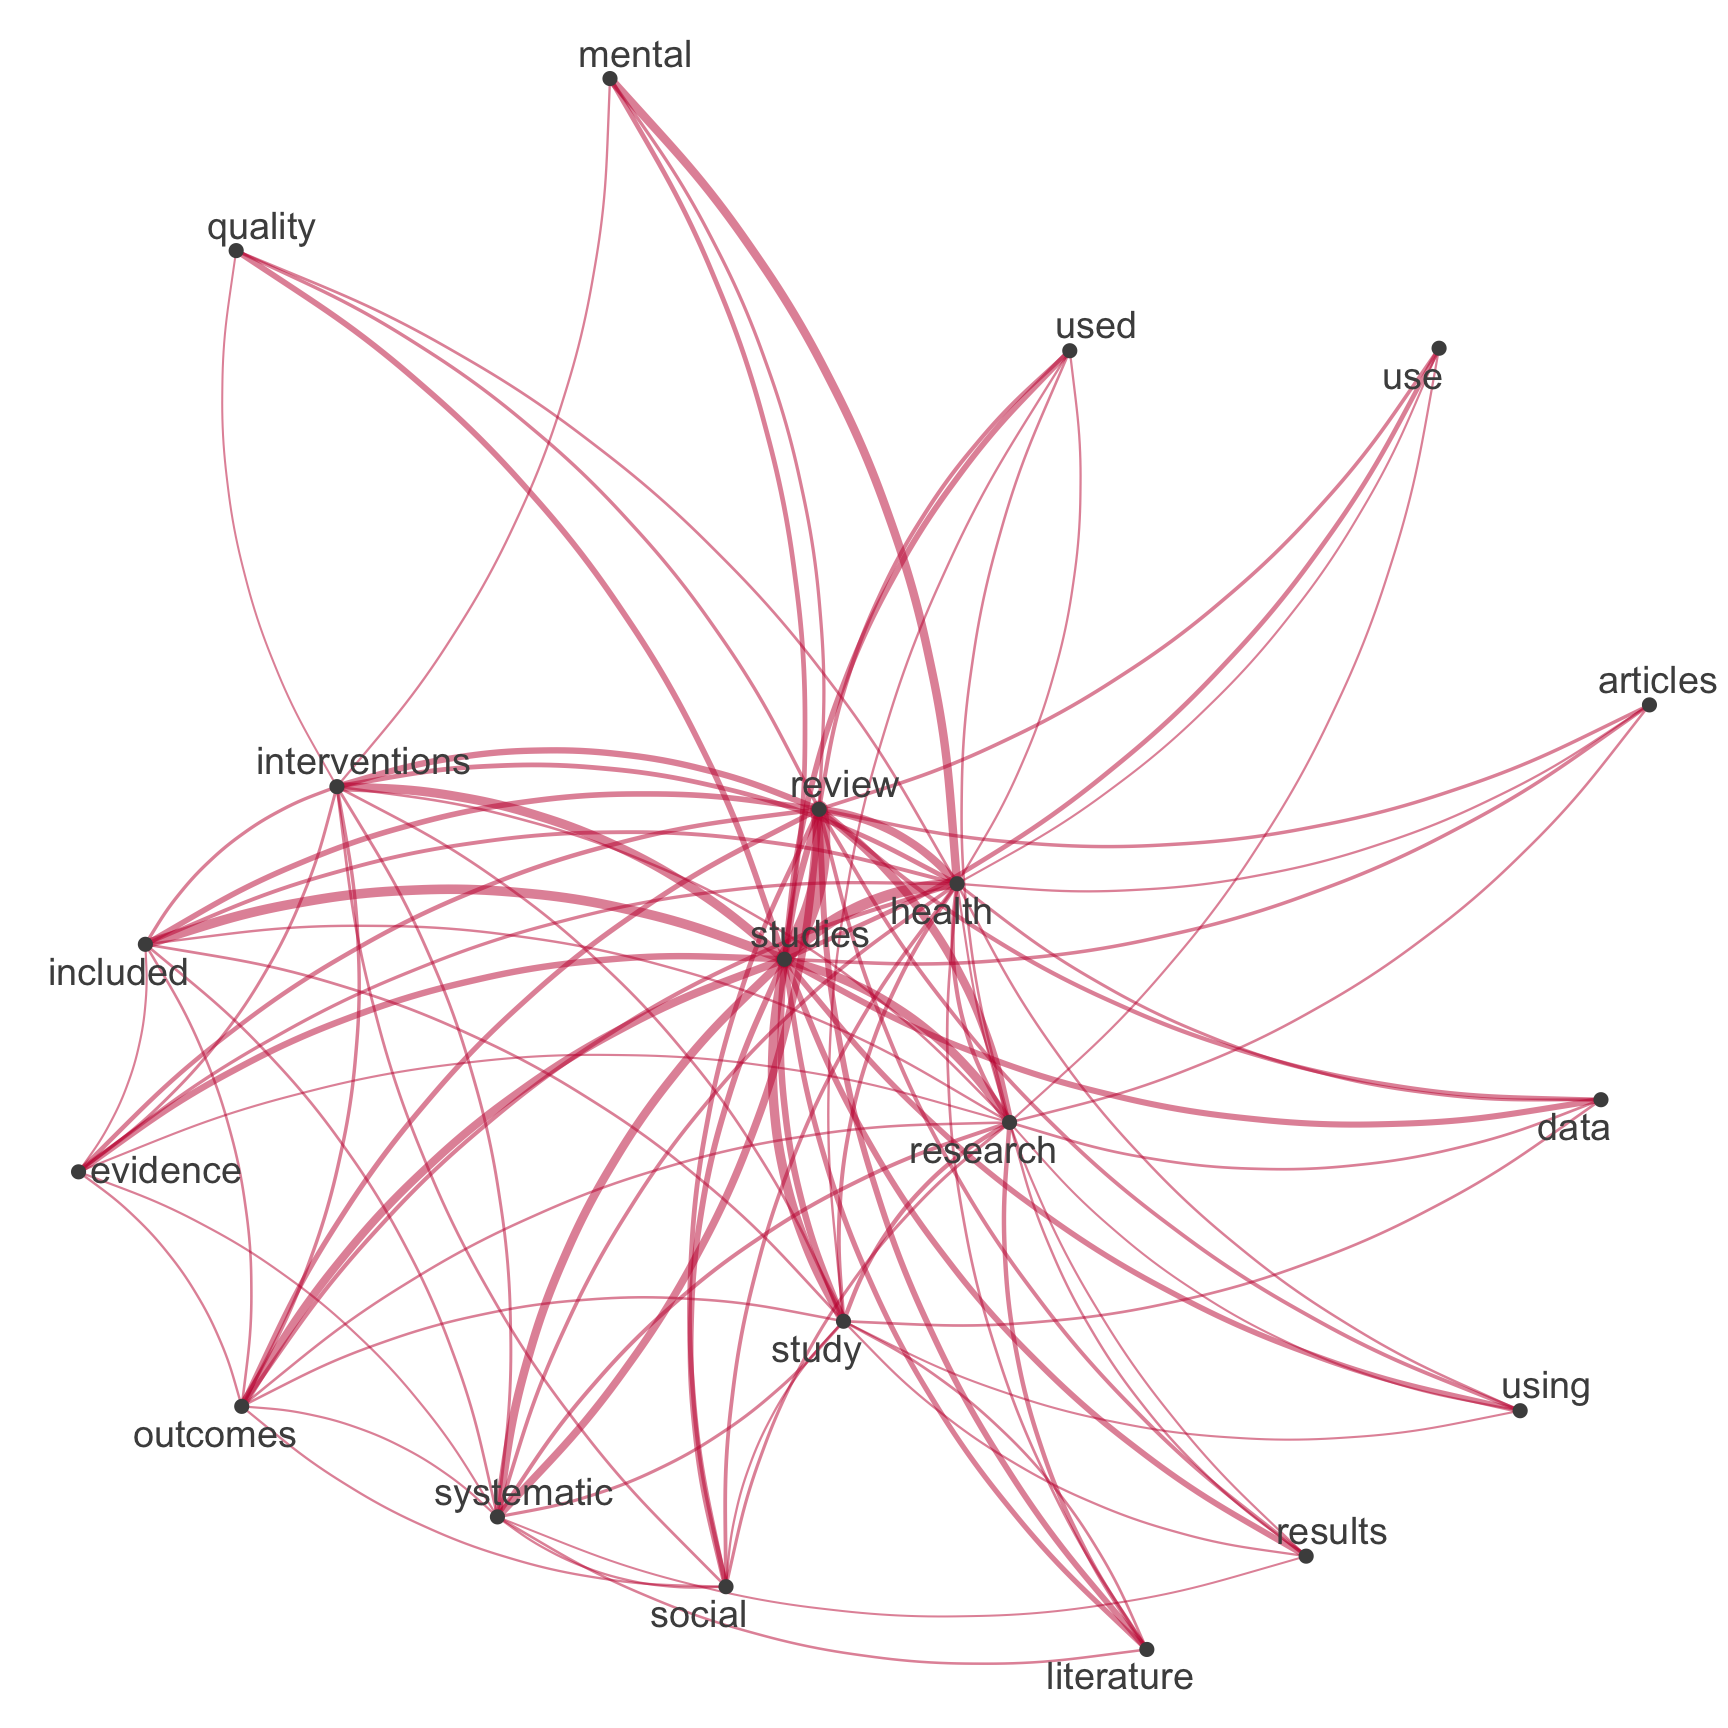 mental
quality
used
use
articles
interventions
review
health
studies
included
data
research
evidence
study
using
outcomes
systematic
results
social
literature